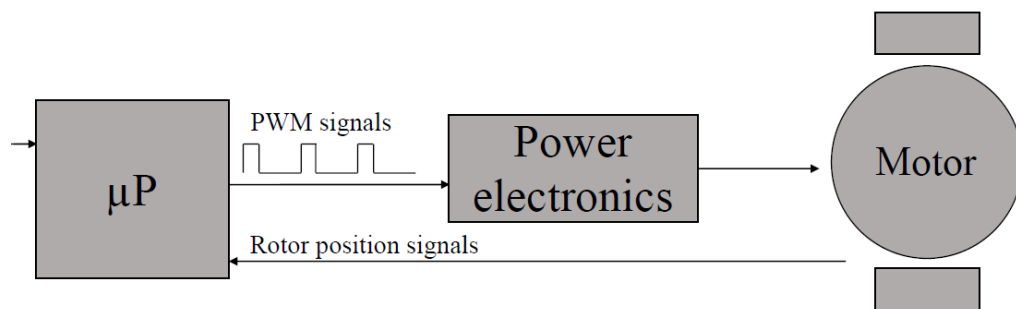 PWM signals
µP
Power
electronics
Motor
Rotor position signals